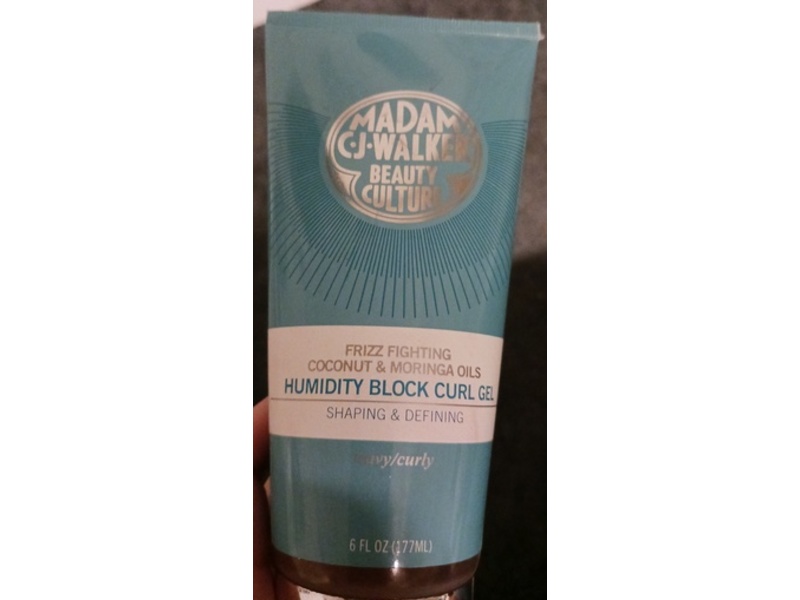 MADAM
C·J·WALKER
BEAUTY
CULTURE
FRIZZ FIGHTING
COCONUT & MORINGA OILS
HUMIDITY BLOCK CURL GEL
SHAPING & DEFINING
wavy/curly
6 FL OZ (177ML)